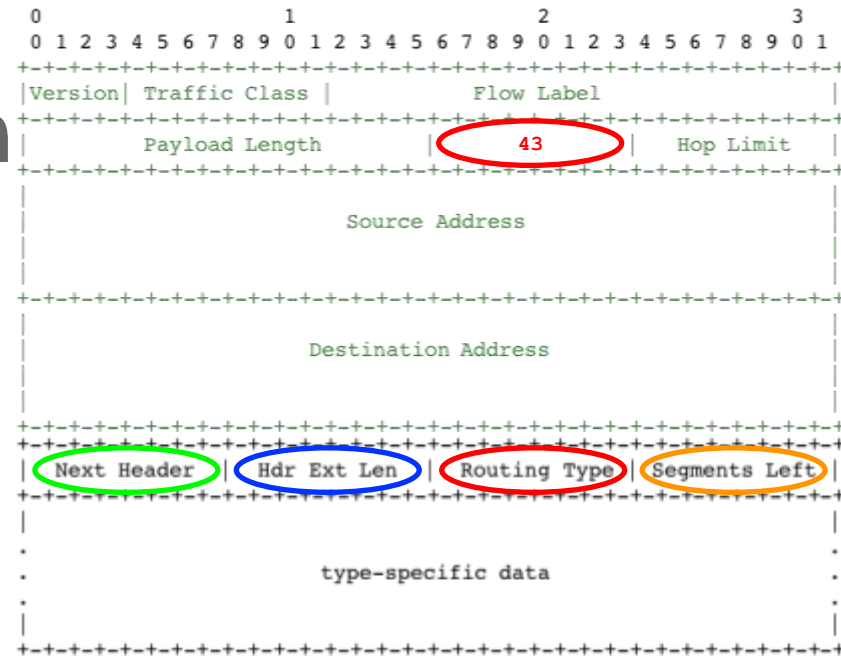 0 1 2 3
0 1 2 3 4 5 6 7 8 9 0 1 2 3 4 5 6 7 8 9 0 1 2 3 4 5 6 7 8 9 0 1
+-+-+-+-+-+-+-+-+-+-+-+-+-+-+-+-+-+-+-+-+-+-+-+-+-+-+-+-+-+-+-+-+
|Version| Traffic Class | Flow Label |
+-+-+-+-+-+-+-+-+-+-+-+-+-+-+-+-+-+-+-+-+-+-+-+-+-+-+-+-+-+-+-+-+
| Payload Length | 43 | Hop Limit |
+-+-+-+-+-+-+-+-+-+-+-+-+-+-+-+-+-+-+-+-+-+-+-+-+-+-+-+-+-+-+-+-+
| |
| Source Address |
| |
| |
+-+-+-+-+-+-+-+-+-+-+-+-+-+-+-+-+-+-+-+-+-+-+-+-+-+-+-+-+-+-+-+-+
| |
| Destination Address |
| |
| |
+-+-+-+-+-+-+-+-+-+-+-+-+-+-+-+-+-+-+-+-+-+-+-+-+-+-+-+-+-+-+-+-+
+-+-+-+-+-+-+-+-+-+-+-+-+-+-+-+-+-+-+-+-+-+-+-+-+-+-+-+-+-+-+-+-+
| Next Header | Hdr Ext Len | Routing Type | Segments Left |
+-+-+-+-+-+-+-+-+-+-+-+-+-+-+-+-+-+-+-+-+-+-+-+-+-+-+-+-+-+-+-+-+
| |
. .
. type-specific data .
. .
| |
+-+-+-+-+-+-+-+-+-+-+-+-+-+-+-+-+-+-+-+-+-+-+-+-+-+-+-+-+-+-+-+-+